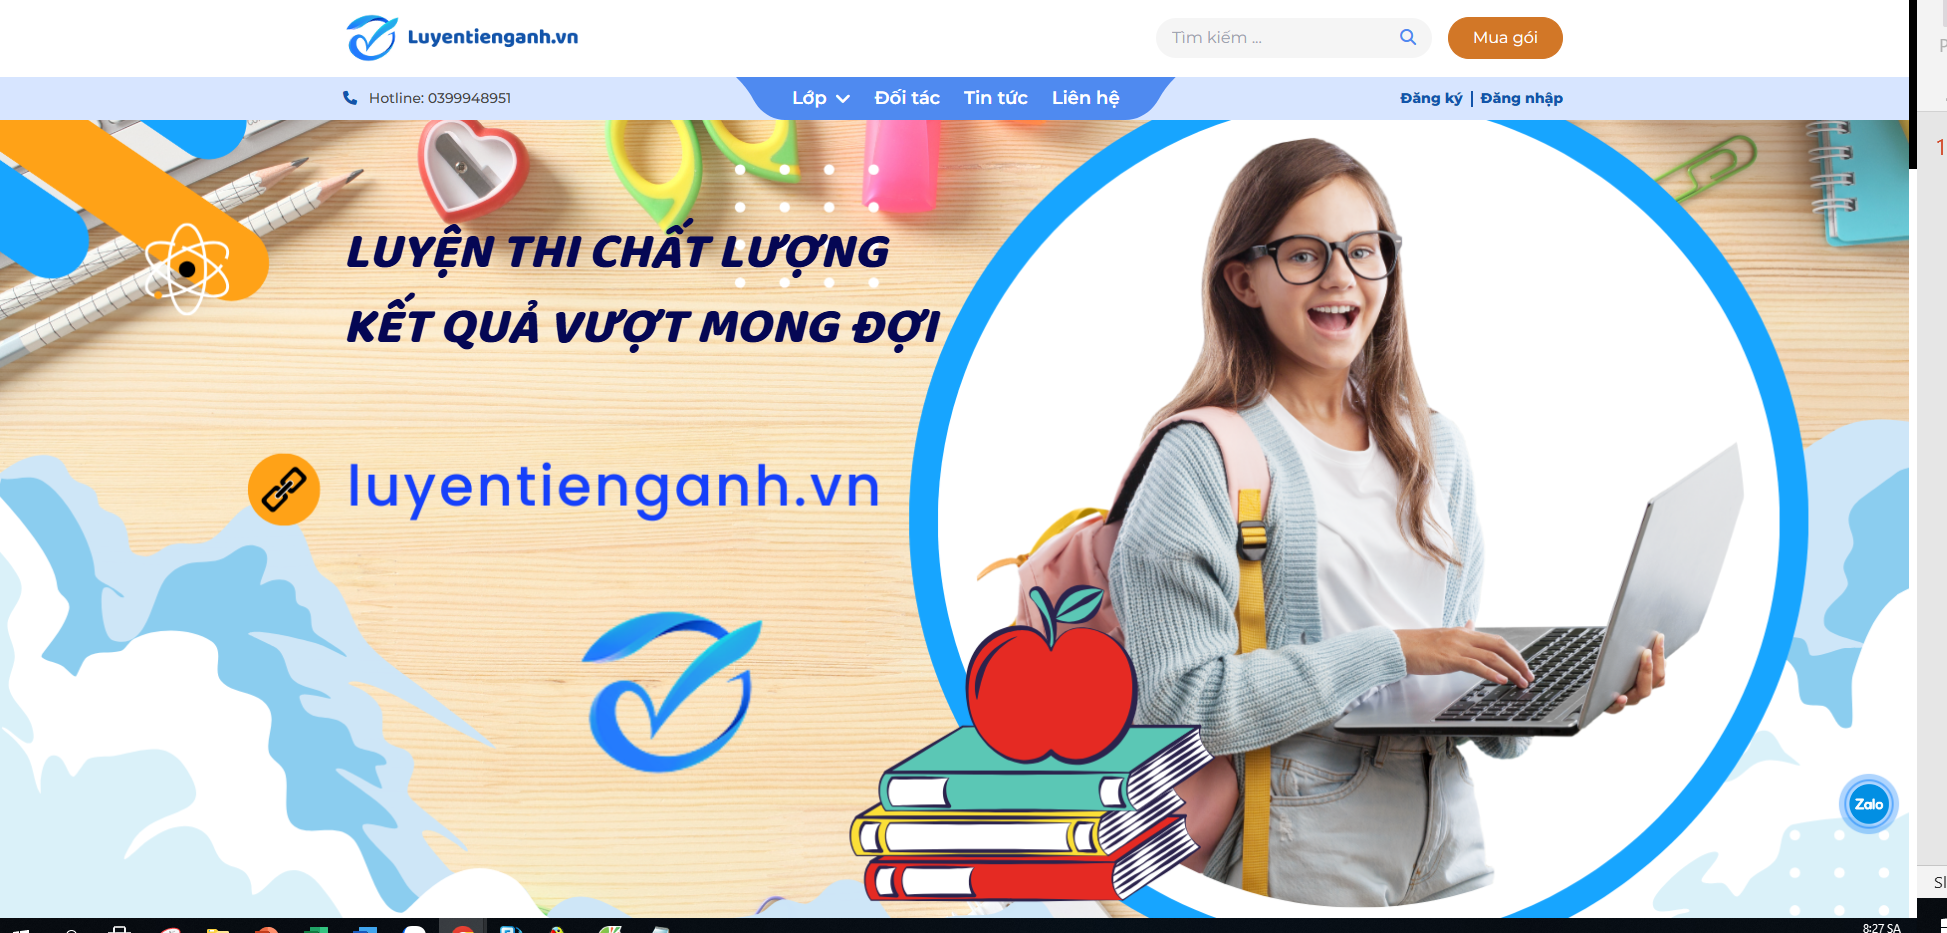 Luyentienganh.vn
Tìm kiếm ...
Mua gói
Hotline: 0399948951
Lớp
Đối tác
Tin tức
Liên hệ
Đăng ký | Đăng nhập
LUYỆN THI CHẤT LƯỢNG
KẾT QUẢ VƯỢT MONG ĐỢI
luyentienganh.vn
Zalo
8:27 SA